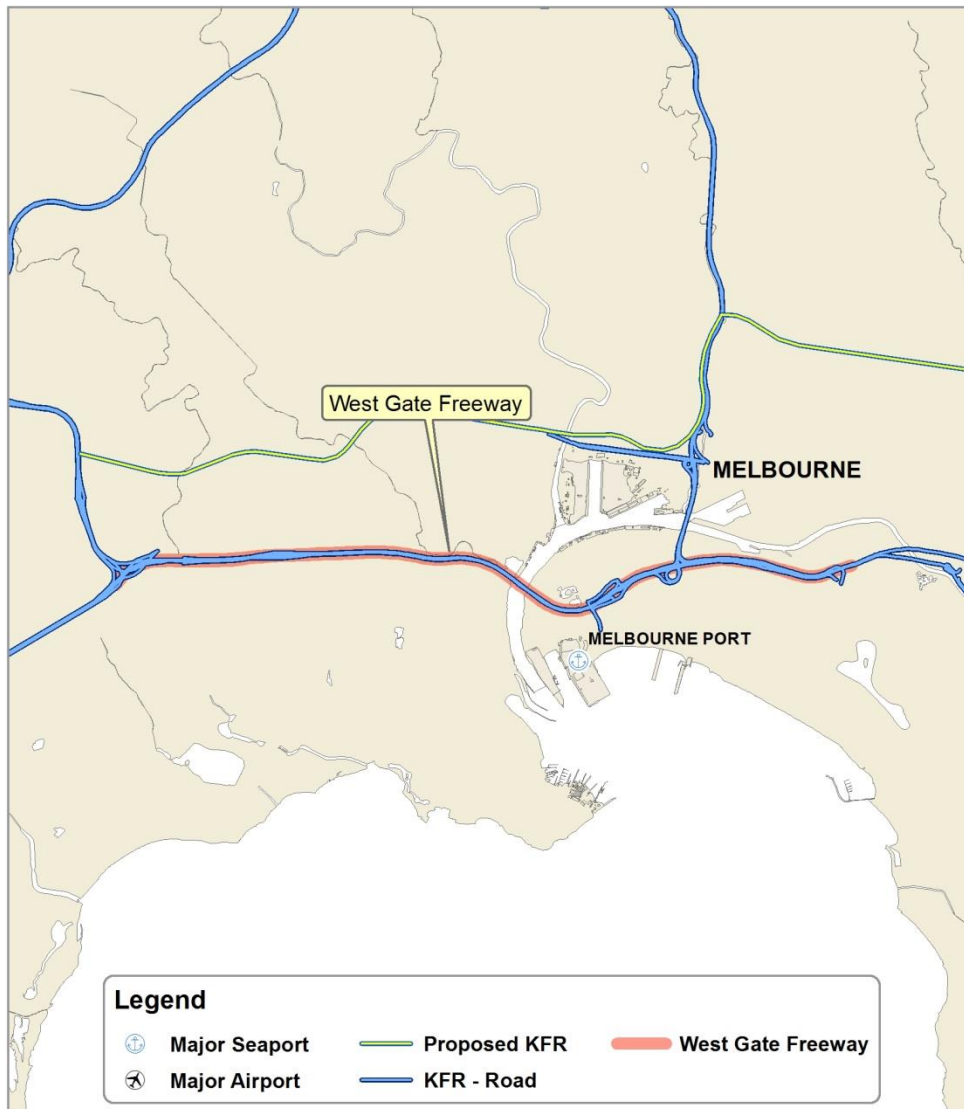 West Gate Freeway
MELBOURNE
MELBOURNE PORT
Legend
Major Seaport
Proposed KFR
West Gate Freeway
Major Airport
KFR - Road